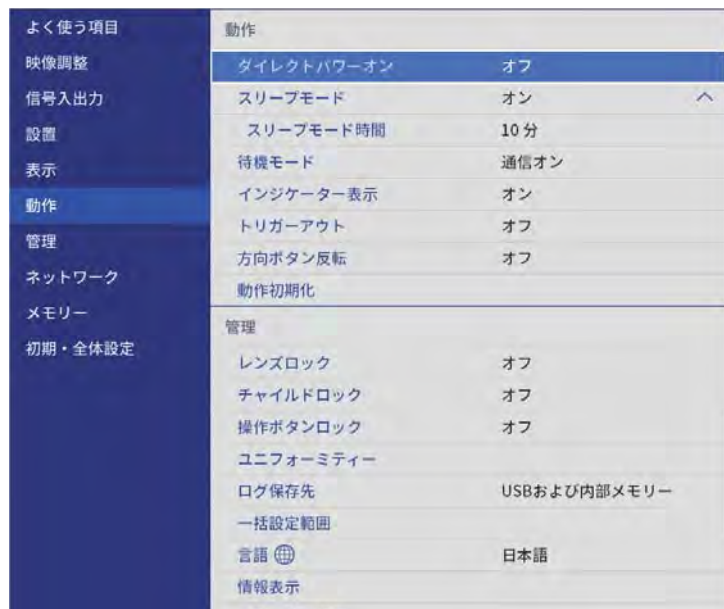 よく使う項目
映像調整
信号入出力
設置
表示
動作
管理
ネットワーク
メモリー
初期・全体設定
動作
ダイレクトパワーオン オフ
スリープモード オン
スリープモード時間 10 分
待機モード 通信オン
インジケーター表示 オン
トリガーアウト オフ
方向ボタン反転 オフ
動作初期化
管理
レンズロック オフ
チャイルドロック オフ
操作ボタンロック オフ
ユニフォーミティー
ログ保存先 USBおよび内部メモリー
一括設定範囲
言語 日本語
情報表示